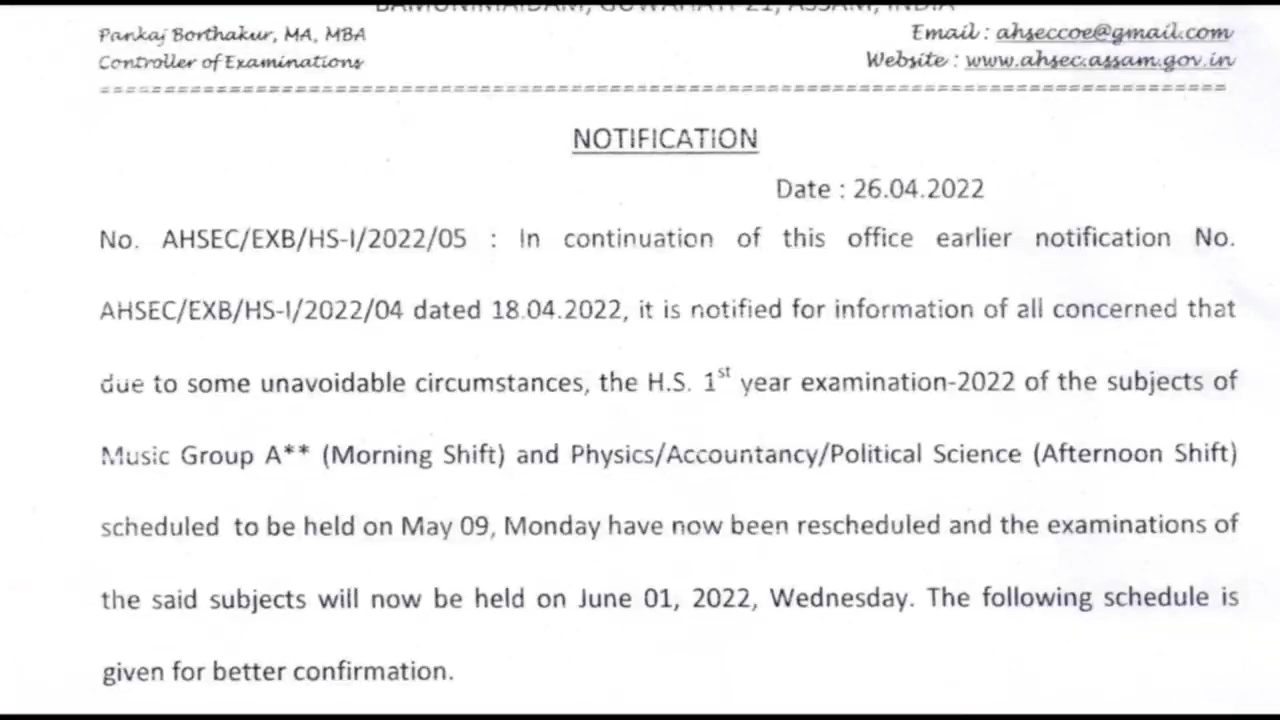 BAMUNIMAIDAM, GUWAHATI-21, ASSAM, INDIA
Pankaj Borthakur, MA, MBA
Email : ahseccoe@gmail.com
Controller of Examinations
Website : www.ahsec.assam.gov.in
NOTIFICATION
Date : 26.04.2022
No. AHSEC/EXB/HS-I/2022/05 : In continuation of this office earlier notification No.
AHSEC/EXB/HS-I/2022/04 dated 18.04.2022, it is notified for information of all concerned that
due to some unavoidable circumstances, the H.S. 1st year examination-2022 of the subjects of
Music Group A** (Morning Shift) and Physics/Accountancy/Political Science (Afternoon Shift)
scheduled to be held on May 09, Monday have now been rescheduled and the examinations of
the said subjects will now be held on June 01, 2022, Wednesday. The following schedule is
given for better confirmation.